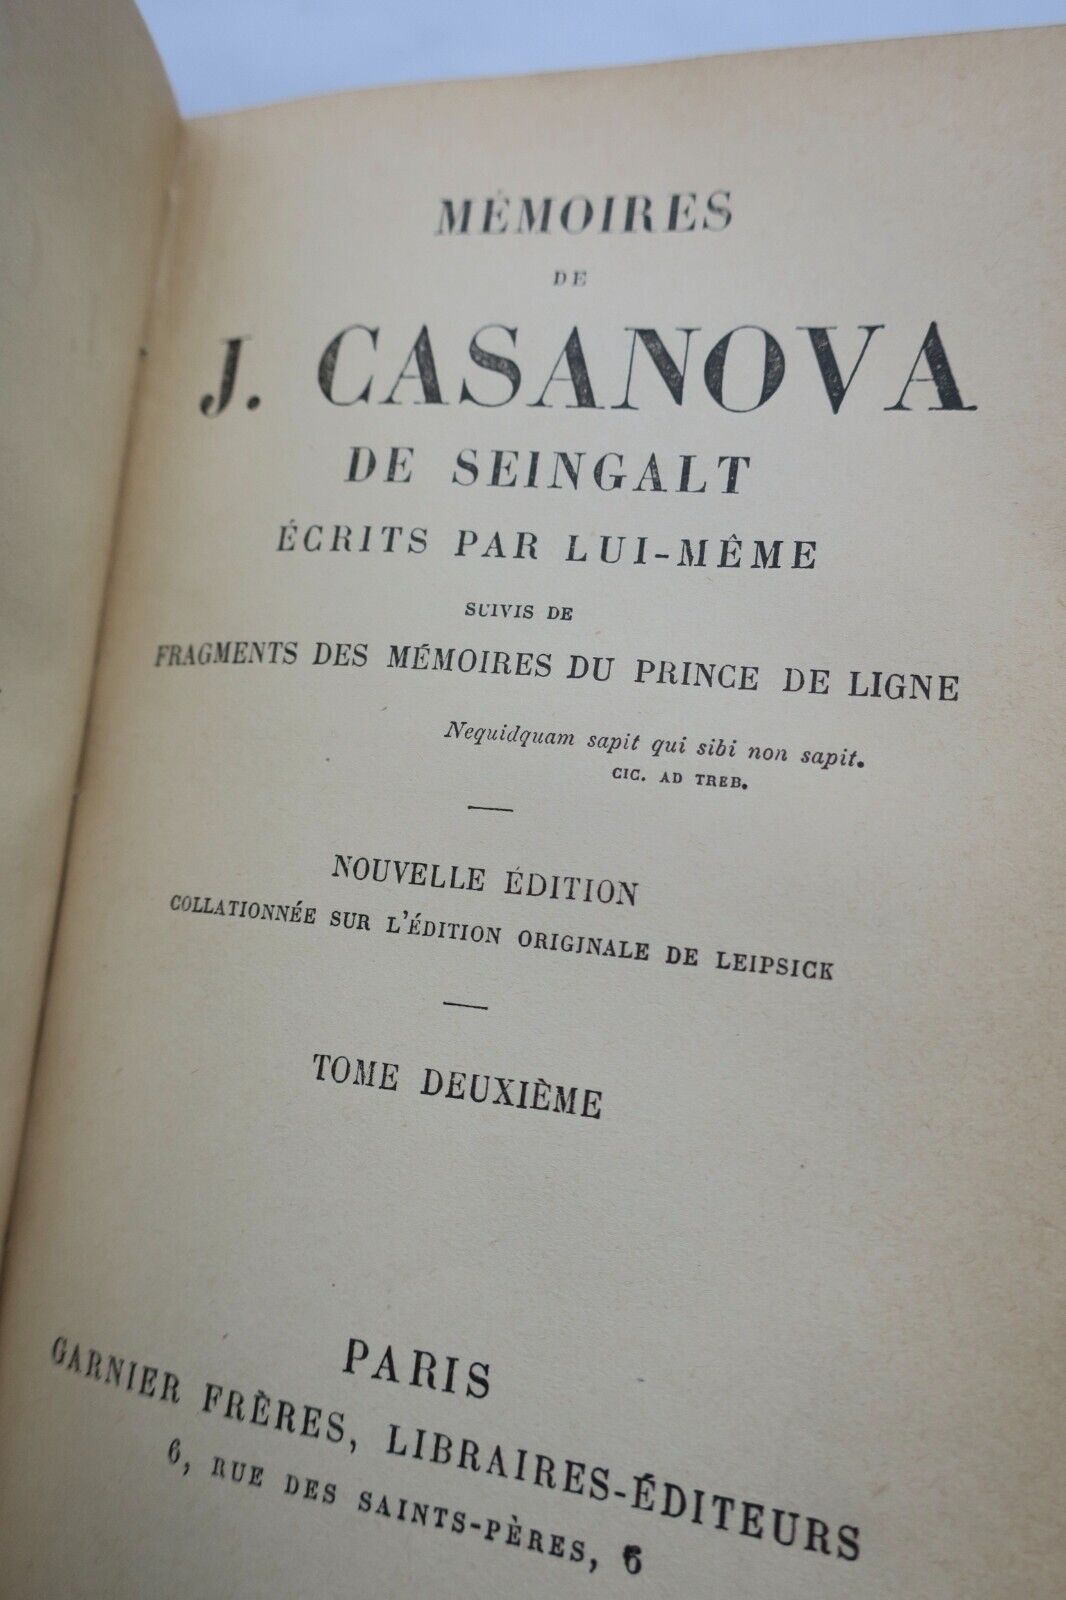 MÉMOIRES
DE
J. CASANOVA
DE SEINGALT
ÉCRITS PAR LUI-MÊME
SUIVIS DE
FRAGMENTS DES MÉMOIRES DU PRINCE DE LIGNE
Nequidquam sapit qui sibi non sapit.
CIC. AD TREB.
NOUVELLE ÉDITION
COLLATIONNÉE SUR L'ÉDITION ORIGINALE DE LEIPSICK
TOME DEUXIÈME
PARIS
GARNIER FRÈRES, LIBRAIRES-ÉDITEURS
6, RUE DES SAINTS-PÈRES, 6